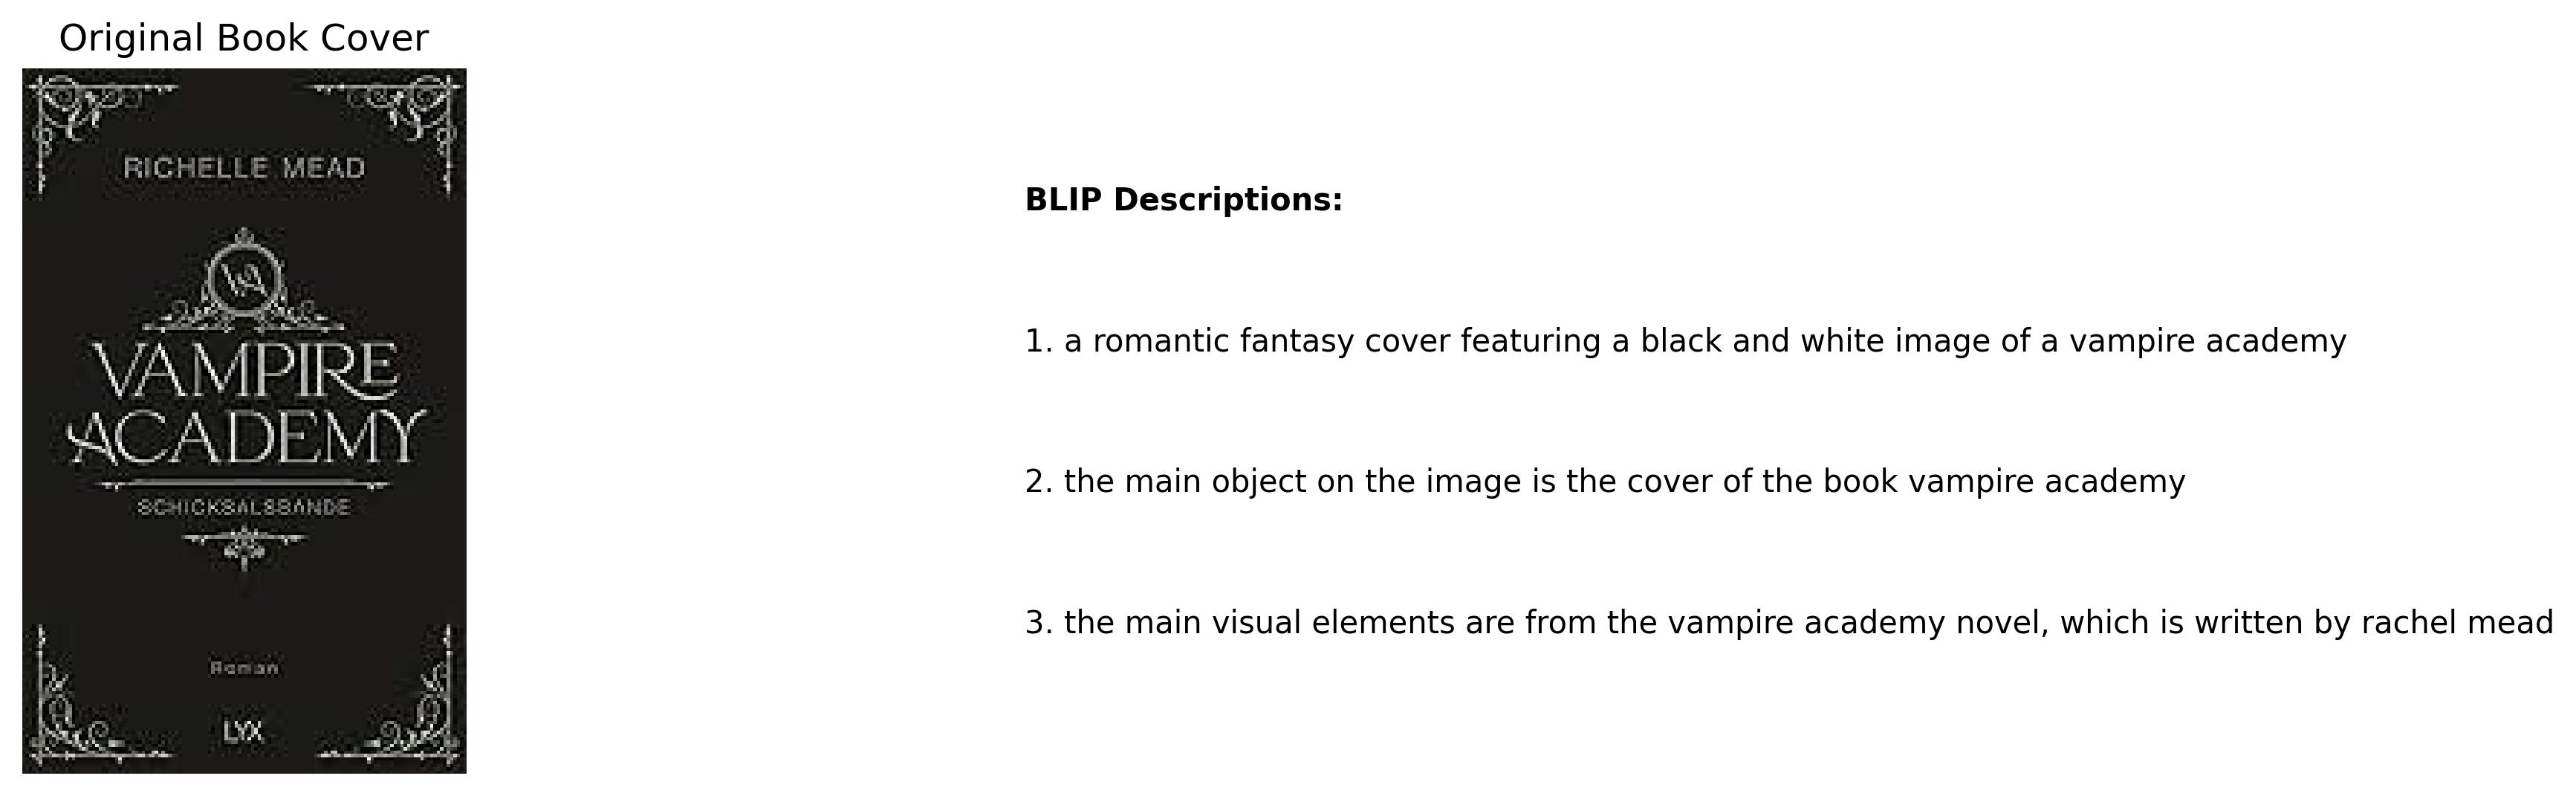 Original Book Cover
RICHELLE MEAD
VA
VAMPIRE
ACADEMY
SCHICKSALSBANDE
Roman
LYX
BLIP Descriptions:
1. a romantic fantasy cover featuring a black and white image of a vampire academy
2. the main object on the image is the cover of the book vampire academy
3. the main visual elements are from the vampire academy novel, which is written by rachel mead